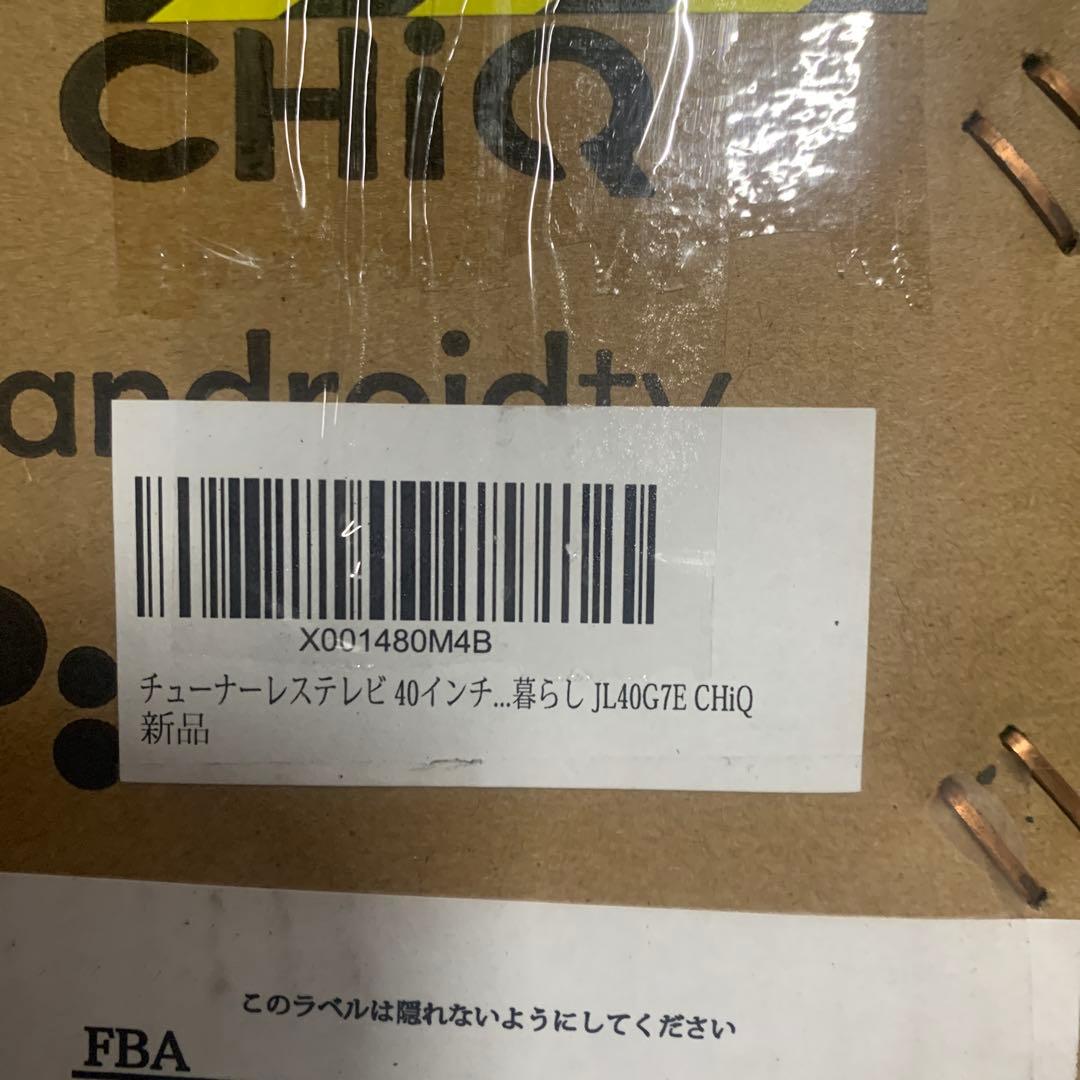 CHiQ
androidtv
X001480M4B
チューナーレステレビ 40インチ...暮らし JL40G7E CHiQ
新品
このラベルは隠れないようにしてください
FBA